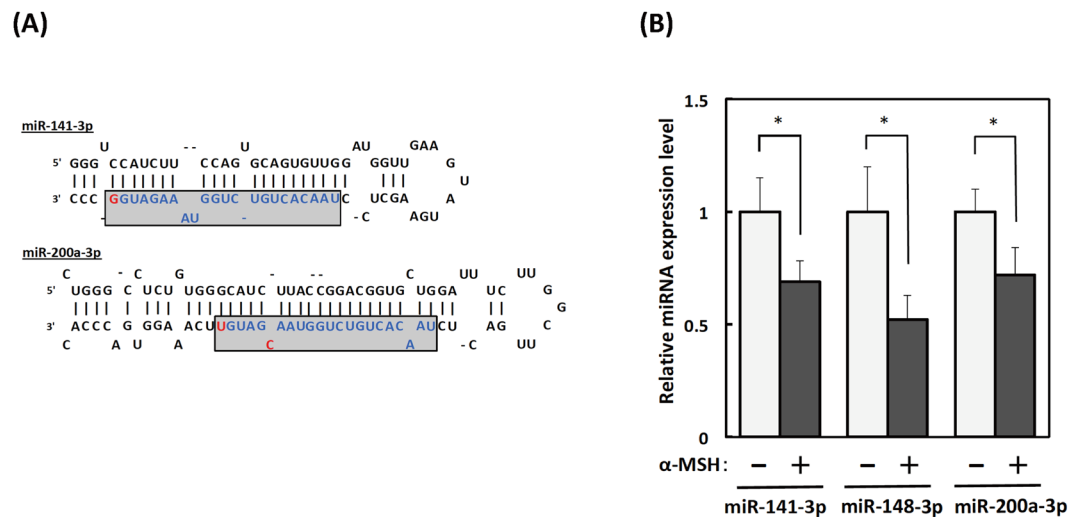 (A)
miR-141-3p
U -- U AU GAA
5' GGG CCAUCUU CCAG GCAGUGUUGG GGUU G
U
3' CCC GGUAGAA GGUC UGUCACAAUC UCGA A
- AU - -C UGA
miR-200a-3p
C -C G - -- C UU UU
5' UGGG C UCU UGGGCAUC UUACCGGACGGUG UGGA UC G
G
3' ACCC G GGA ACUUGUAG AAUGGUCUGUCAC AUCU AG C
C A U A C A -C UU
(B)
Relative miRNA expression level
1.5
1
0.5
0
* * *
α-MSH: − + − + − +
miR-141-3p miR-148-3p miR-200a-3p